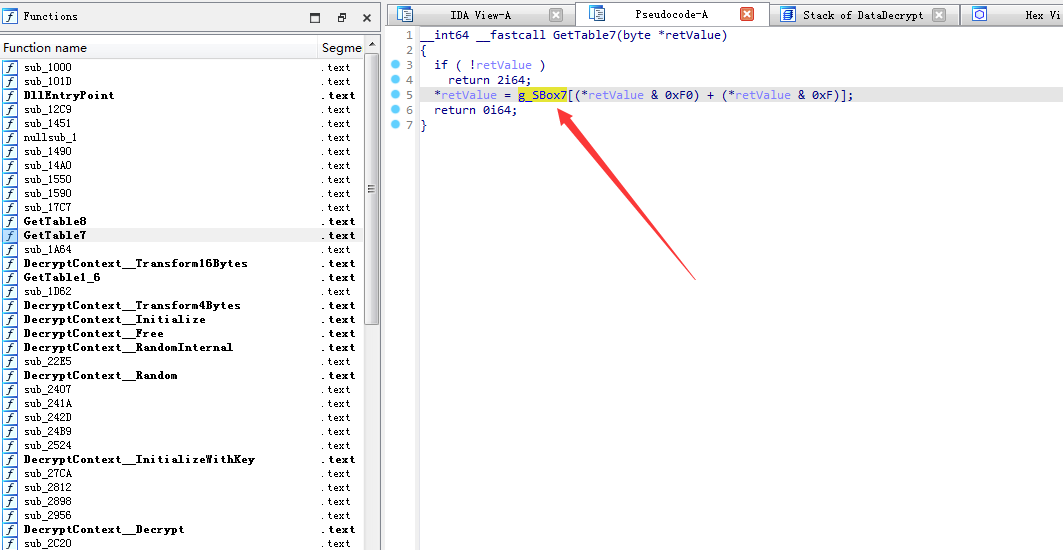 Functions
Function name Segme
sub_1000 .text
sub_101D .text
DllEntryPoint .text
sub_12C9 .text
sub_1451 .text
nullsub_1 .text
sub_1490 .text
sub_14A0 .text
sub_1550 .text
sub_1590 .text
sub_17C7 .text
GetTable8 .text
GetTable7 .text
sub_1A64 .text
DecryptContext__Transform16Bytes .text
GetTable1_6 .text
sub_1D62 .text
DecryptContext__Transform4Bytes .text
DecryptContext__Initialize .text
DecryptContext__Free .text
DecryptContext__RandomInternal .text
sub_22E5 .text
DecryptContext__Random .text
sub_2407 .text
sub_241A .text
sub_242D .text
sub_24B9 .text
sub_2524 .text
DecryptContext__InitializeWithKey .text
sub_27CA .text
sub_2812 .text
sub_2898 .text
sub_2956 .text
DecryptContext__Decrypt .text
sub_2C20 .text
IDA View-A Pseudocode-A Stack of DataDecrypt Hex Vi
1 __int64 __fastcall GetTable7(byte *retValue)
2 {
3 if ( !retValue )
4 return 2i64;
5 *retValue = g_SBox7[(*retValue & 0xF0) + (*retValue & 0xF)];
6 return 0i64;
7 }